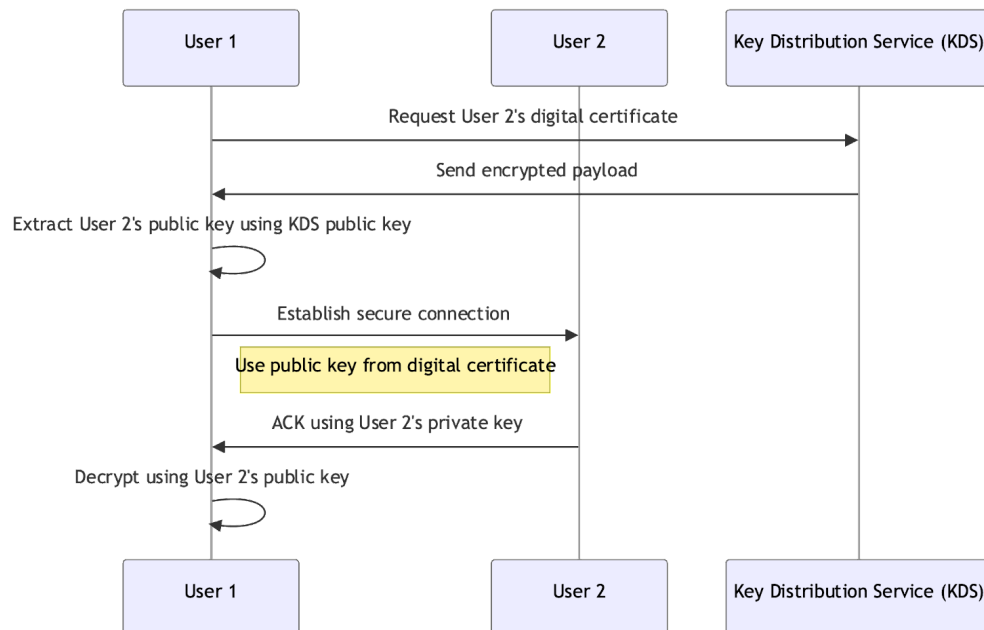 User 1
User 2
Key Distribution Service (KDS)
Request User 2's digital certificate
Send encrypted payload
Extract User 2's public key using KDS public key
Establish secure connection
Use public key from digital certificate
ACK using User 2's private key
Decrypt using User 2's public key
User 1
User 2
Key Distribution Service (KDS)